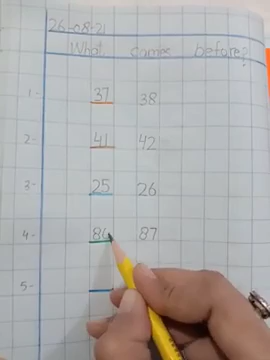 26-08-21
What comes before?
1- 37 38
2- 41 42
3- 25 26
4- 86 87
5-